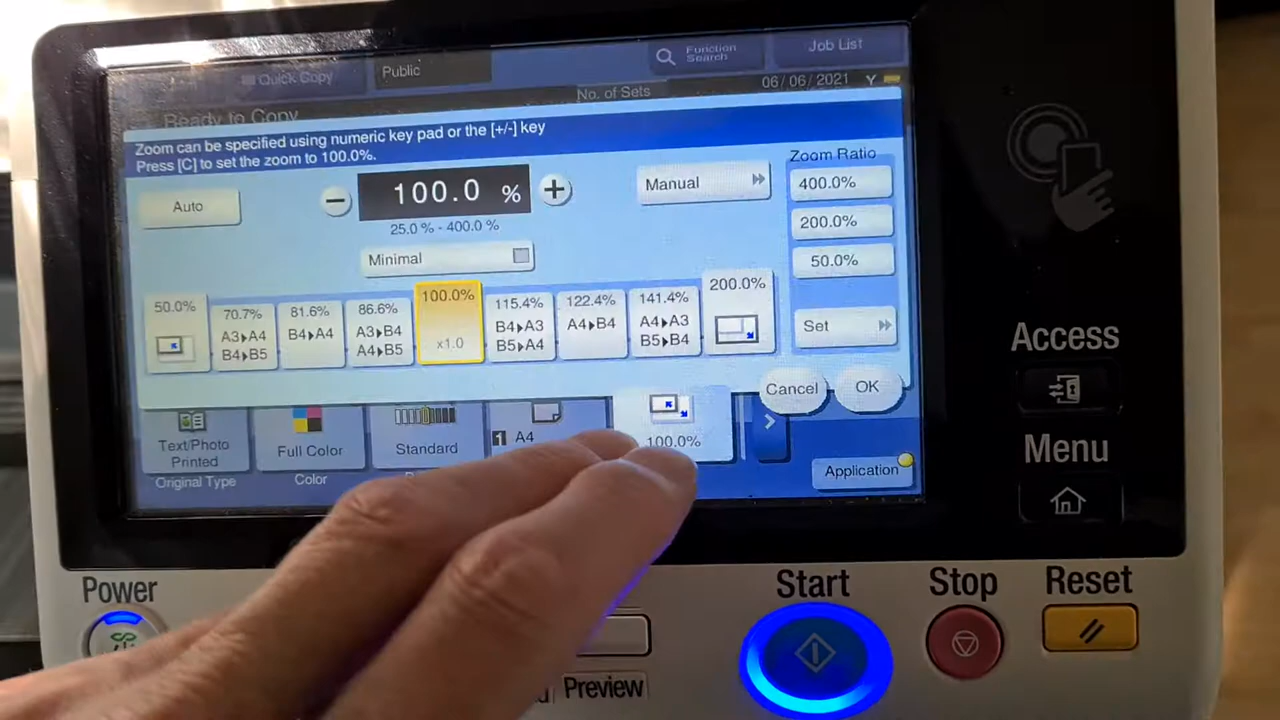 Function
Search
Job List
Quick Copy
Public
06/06/2021
No. of Sets
Ready to Copy
Zoom can be specified using numeric key pad or the [+/-] key
Press [C] to set the zoom to 100.0%.
Zoom Ratio
Auto
− 100.0 % +
Manual
400.0%
25.0 % - 400.0 %
200.0%
Minimal
50.0%
50.0%
70.7%
A3▶A4
B4▶B5
81.6%
B4▶A4
86.6%
A3▶B4
A4▶B5
100.0%
x1.0
115.4%
B4▶A3
B5▶A4
122.4%
A4▶B4
141.4%
A4▶A3
B5▶B4
200.0%
Set
Cancel
OK
Text/Photo
Printed
Original Type
Full Color
Color
Standard
1 A4
100.0%
Application
Access
Menu
Power
Start
Stop
Reset
Preview